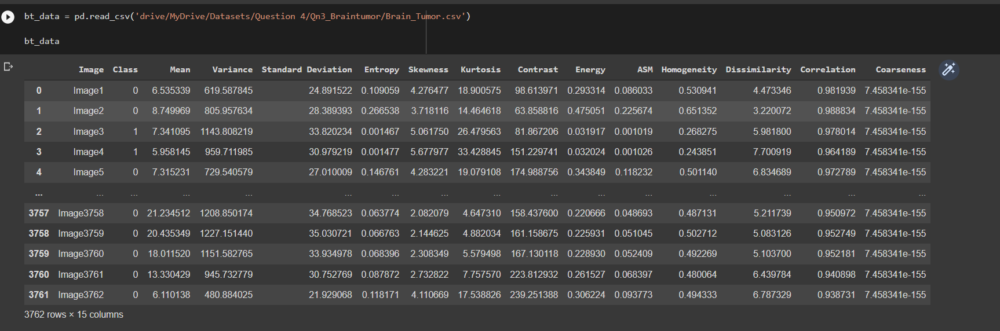 bt_data = pd.read_csv('drive/MyDrive/Datasets/Question 4/Qn3_Braintumor/Brain_Tumor.csv')
bt_data
Image Class Mean Variance Standard Deviation Entropy Skewness Kurtosis Contrast Energy ASM Homogeneity Dissimilarity Correlation Coarseness
0 Image1 0 6.535339 619.587845 24.891522 0.109059 4.276477 18.900575 98.613971 0.293314 0.086033 0.530941 4.473346 0.981939 7.458341e-155
1 Image2 0 8.749969 805.957634 28.389393 0.266538 3.718116 14.464618 63.858816 0.475051 0.225674 0.651352 3.220072 0.988834 7.458341e-155
2 Image3 1 7.341095 1143.808219 33.820234 0.001467 5.061750 26.479563 81.867206 0.031917 0.001019 0.268275 5.981800 0.978014 7.458341e-155
3 Image4 1 5.958145 959.711985 30.979219 0.001477 5.677977 33.428845 151.229741 0.032024 0.001026 0.243851 7.700919 0.964189 7.458341e-155
4 Image5 0 7.315231 729.540579 27.010009 0.146761 4.283221 19.079108 174.988756 0.343849 0.118232 0.501140 6.834689 0.972789 7.458341e-155
... ... ... ... ... ... ... ... ... ... ... ... ... ... ... ...
3757 Image3758 0 21.234512 1208.850174 34.768523 0.063774 2.082079 4.647310 158.437600 0.220666 0.048693 0.487131 5.211739 0.950972 7.458341e-155
3758 Image3759 0 20.435349 1227.151440 35.030721 0.066763 2.144625 4.882034 161.158675 0.225931 0.051045 0.502712 5.083126 0.952749 7.458341e-155
3759 Image3760 0 18.011520 1151.582765 33.934978 0.068396 2.308349 5.579498 167.130118 0.228930 0.052409 0.492269 5.103700 0.952181 7.458341e-155
3760 Image3761 0 13.330429 945.732779 30.752769 0.087872 2.732822 7.757570 223.812932 0.261527 0.068397 0.480064 6.439784 0.940898 7.458341e-155
3761 Image3762 0 6.110138 480.884025 21.929068 0.118171 4.110669 17.538826 239.251388 0.306224 0.093773 0.494333 6.787329 0.938731 7.458341e-155
3762 rows × 15 columns